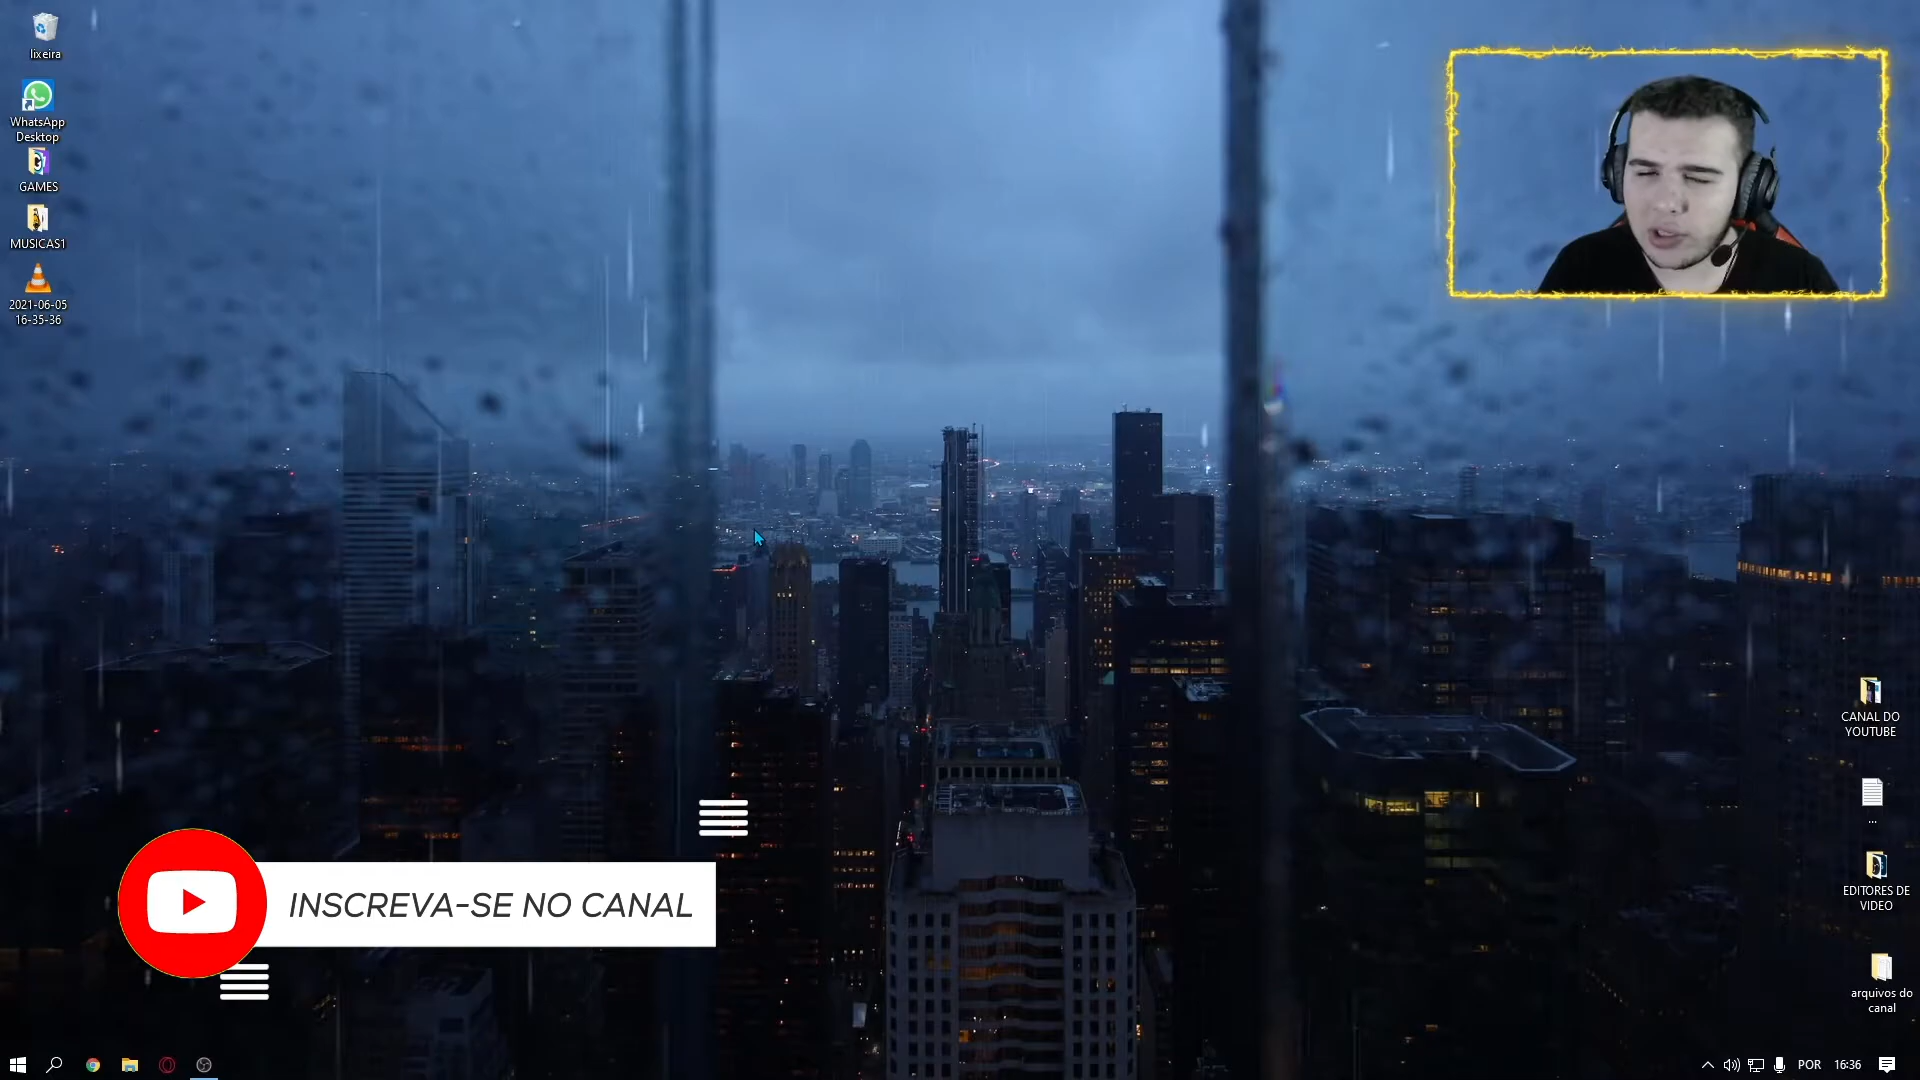 lixeira
WhatsApp
Desktop
GAMES
MUSICAS1
2021-06-05
16-35-36
CANAL DO
YOUTUBE
...
EDITORES DE
VIDEO
arquivos do
canal
INSCREVA-SE NO CANAL
POR
16:36